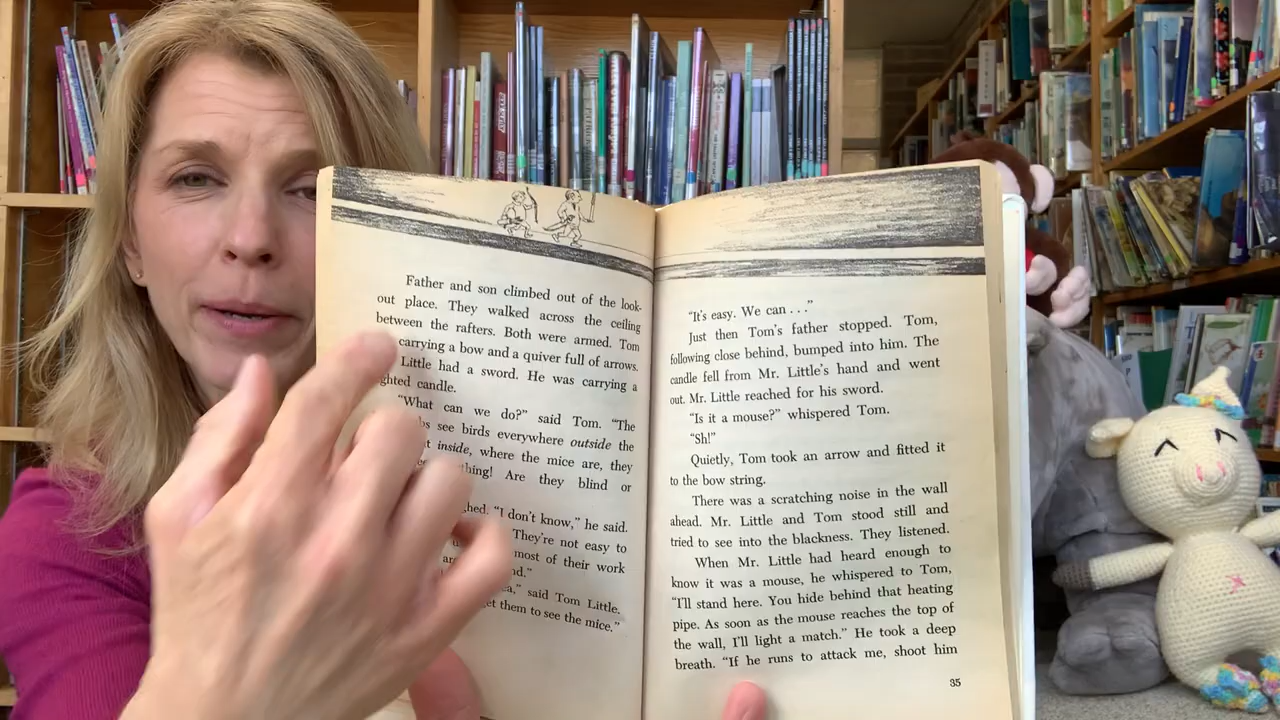 Father and son climbed out of the look-
out place. They walked across the ceiling
between the rafters. Both were armed. Tom
carrying a bow and a quiver full of arrows.
Little had a sword. He was carrying a
ghted candle.
"What can we do?" said Tom. "The
bs see birds everywhere outside the
inside, where the mice are, they
thing! Are they blind or
ghed. "I don't know," he said.
They're not easy to
most of their work
nd."
said Tom Little.
get them to see the mice."
"It's easy. We can . . ."
Just then Tom's father stopped. Tom,
following close behind, bumped into him. The
candle fell from Mr. Little's hand and went
out. Mr. Little reached for his sword.
"Is it a mouse?" whispered Tom.
"Sh!"
Quietly, Tom took an arrow and fitted it
to the bow string.
There was a scratching noise in the wall
ahead. Mr. Little and Tom stood still and
tried to see into the blackness. They listened.
When Mr. Little had heard enough to
know it was a mouse, he whispered to Tom,
"I'll stand here. You hide behind that heating
pipe. As soon as the mouse reaches the top of
the wall, I'll light a match." He took a deep
breath. "If he runs to attack me, shoot him
35